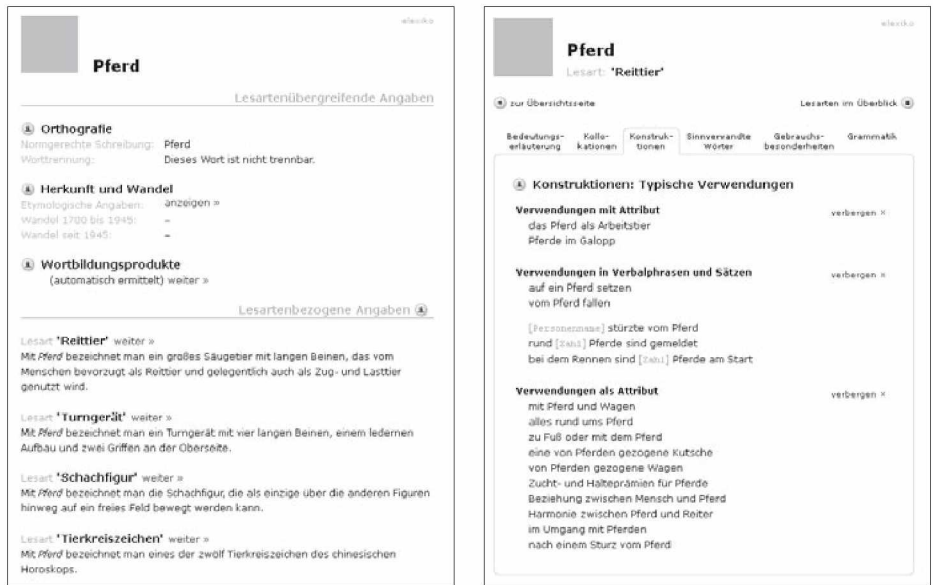 elexiko
Pferd
Lesartenübergreifende Angaben
Orthografie
Normgerechte Schreibung: Pferd
Worttrennung: Dieses Wort ist nicht trennbar.
Herkunft und Wandel
Etymologische Angaben: anzeigen »
Wandel 1700 bis 1945: –
Wandel seit 1945: –
Wortbildungsprodukte
(automatisch ermittelt) weiter »
Lesartenbezogene Angaben
Lesart 'Reittier' weiter »
Mit Pferd bezeichnet man ein großes Säugetier mit langen Beinen, das vom
Menschen bevorzugt als Reittier und gelegentlich auch als Zug- und Lasttier
genutzt wird.
Lesart 'Turngerät' weiter »
Mit Pferd bezeichnet man ein Turngerät mit vier langen Beinen, einem ledernen
Aufbau und zwei Griffen an der Oberseite.
Lesart 'Schachfigur' weiter »
Mit Pferd bezeichnet man die Schachfigur, die als einzige über die anderen Figuren
hinweg auf ein freies Feld bewegt werden kann.
Lesart 'Tierkreiszeichen' weiter »
Mit Pferd bezeichnet man eines der zwölf Tierkreiszeichen des chinesischen
Horoskops.
elexiko
Pferd
Lesart: 'Reittier'
zur Übersichtsseite Lesarten im Überblick
Bedeutungs- Kollo- Konstruk- Sinnverwandte Gebrauchs- Grammatik
erläuterung kationen tionen Wörter besonderheiten
Konstruktionen: Typische Verwendungen
Verwendungen mit Attribut verbergen ×
das Pferd als Arbeitstier
Pferde im Galopp
Verwendungen in Verbalphrasen und Sätzen verbergen ×
auf ein Pferd setzen
vom Pferd fallen
[Personenname] stürzte vom Pferd
rund [Zahl] Pferde sind gemeldet
bei dem Rennen sind [Zahl] Pferde am Start
Verwendungen als Attribut verbergen ×
mit Pferd und Wagen
alles rund ums Pferd
zu Fuß oder mit dem Pferd
eine von Pferden gezogene Kutsche
von Pferden gezogene Wagen
Zucht- und Halteprämien für Pferde
Beziehung zwischen Mensch und Pferd
Harmonie zwischen Pferd und Reiter
im Umgang mit Pferden
nach einem Sturz vom Pferd